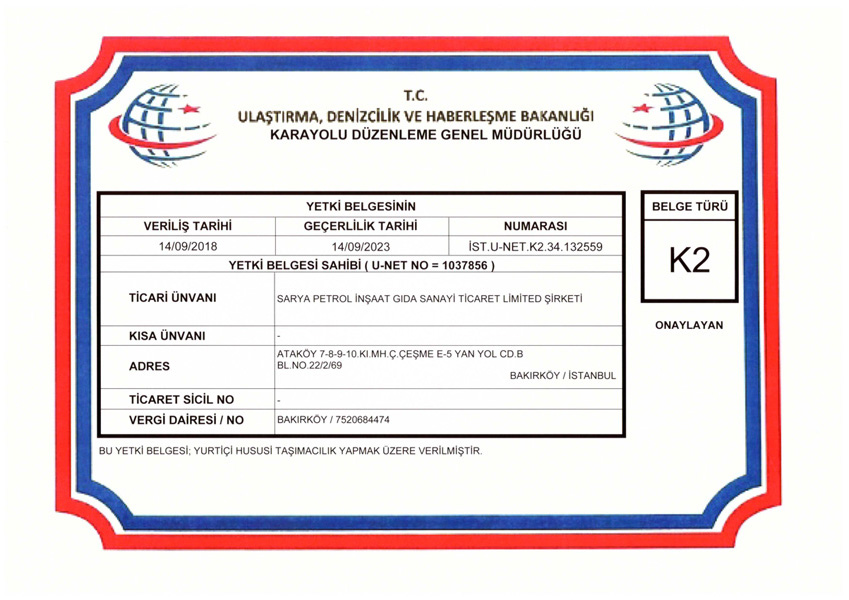 T.C.
ULAŞTIRMA, DENİZCİLİK VE HABERLEŞME BAKANLIĞI
KARAYOLU DÜZENLEME GENEL MÜDÜRLÜĞÜ
YETKİ BELGESİNİN
VERİLİŞ TARİHİ GEÇERLİLİK TARİHİ NUMARASI
14/09/2018 14/09/2023 İST.U-NET.K2.34.132559
YETKİ BELGESİ SAHİBİ ( U-NET NO = 1037856 )
TİCARİ ÜNVANI SARYA PETROL İNŞAAT GIDA SANAYİ TİCARET LİMİTED ŞİRKETİ
KISA ÜNVANI -
ADRES ATAKÖY 7-8-9-10.KI.MH.Ç.ÇEŞME E-5 YAN YOL CD.B
BL.NO.22/2/69
BAKIRKÖY / İSTANBUL
TİCARET SİCİL NO -
VERGİ DAİRESİ / NO BAKIRKÖY / 7520684474
BELGE TÜRÜ
K2
ONAYLAYAN
BU YETKİ BELGESİ; YURTİÇİ HUSUSİ TAŞIMACILIK YAPMAK ÜZERE VERİLMİŞTİR.